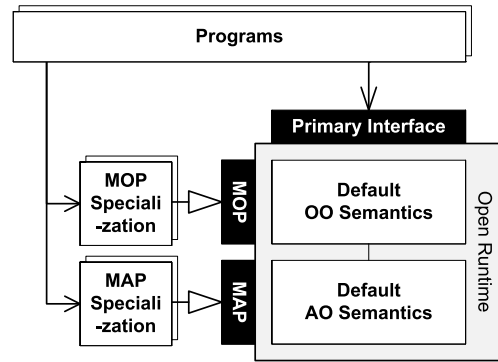 Programs
Primary Interface
MOP
Speciali
-zation
MOP
Default
OO Semantics
Open Runtime
MAP
Speciali
-zation
MAP
Default
AO Semantics